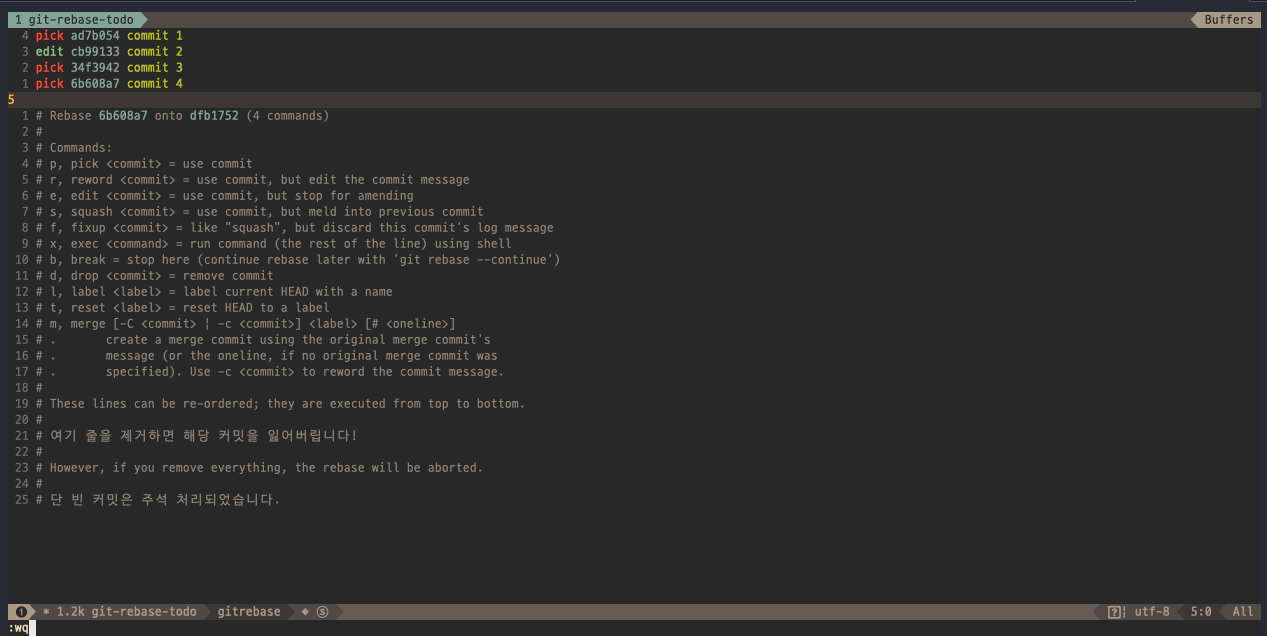 1 git-rebase-todo Buffers
4 pick ad7b054 commit 1
3 edit cb99133 commit 2
2 pick 34f3942 commit 3
1 pick 6b608a7 commit 4
5
1 # Rebase 6b608a7 onto dfb1752 (4 commands)
2 #
3 # Commands:
4 # p, pick <commit> = use commit
5 # r, reword <commit> = use commit, but edit the commit message
6 # e, edit <commit> = use commit, but stop for amending
7 # s, squash <commit> = use commit, but meld into previous commit
8 # f, fixup <commit> = like "squash", but discard this commit's log message
9 # x, exec <command> = run command (the rest of the line) using shell
10 # b, break = stop here (continue rebase later with 'git rebase --continue')
11 # d, drop <commit> = remove commit
12 # l, label <label> = label current HEAD with a name
13 # t, reset <label> = reset HEAD to a label
14 # m, merge [-C <commit> ¦ -c <commit>] <label> [# <oneline>]
15 # .       create a merge commit using the original merge commit's
16 # .       message (or the oneline, if no original merge commit was
17 # .       specified). Use -c <commit> to reword the commit message.
18 #
19 # These lines can be re-ordered; they are executed from top to bottom.
20 #
21 # 여기 줄을 제거하면 해당 커밋을 잃어버립니다!
22 #
23 # However, if you remove everything, the rebase will be aborted.
24 #
25 # 단 빈 커밋은 주석 처리되었습니다.
❶ * 1.2k git-rebase-todo gitrebase ◆ Ⓢ [?]¦ utf-8 5:0 All
:wq